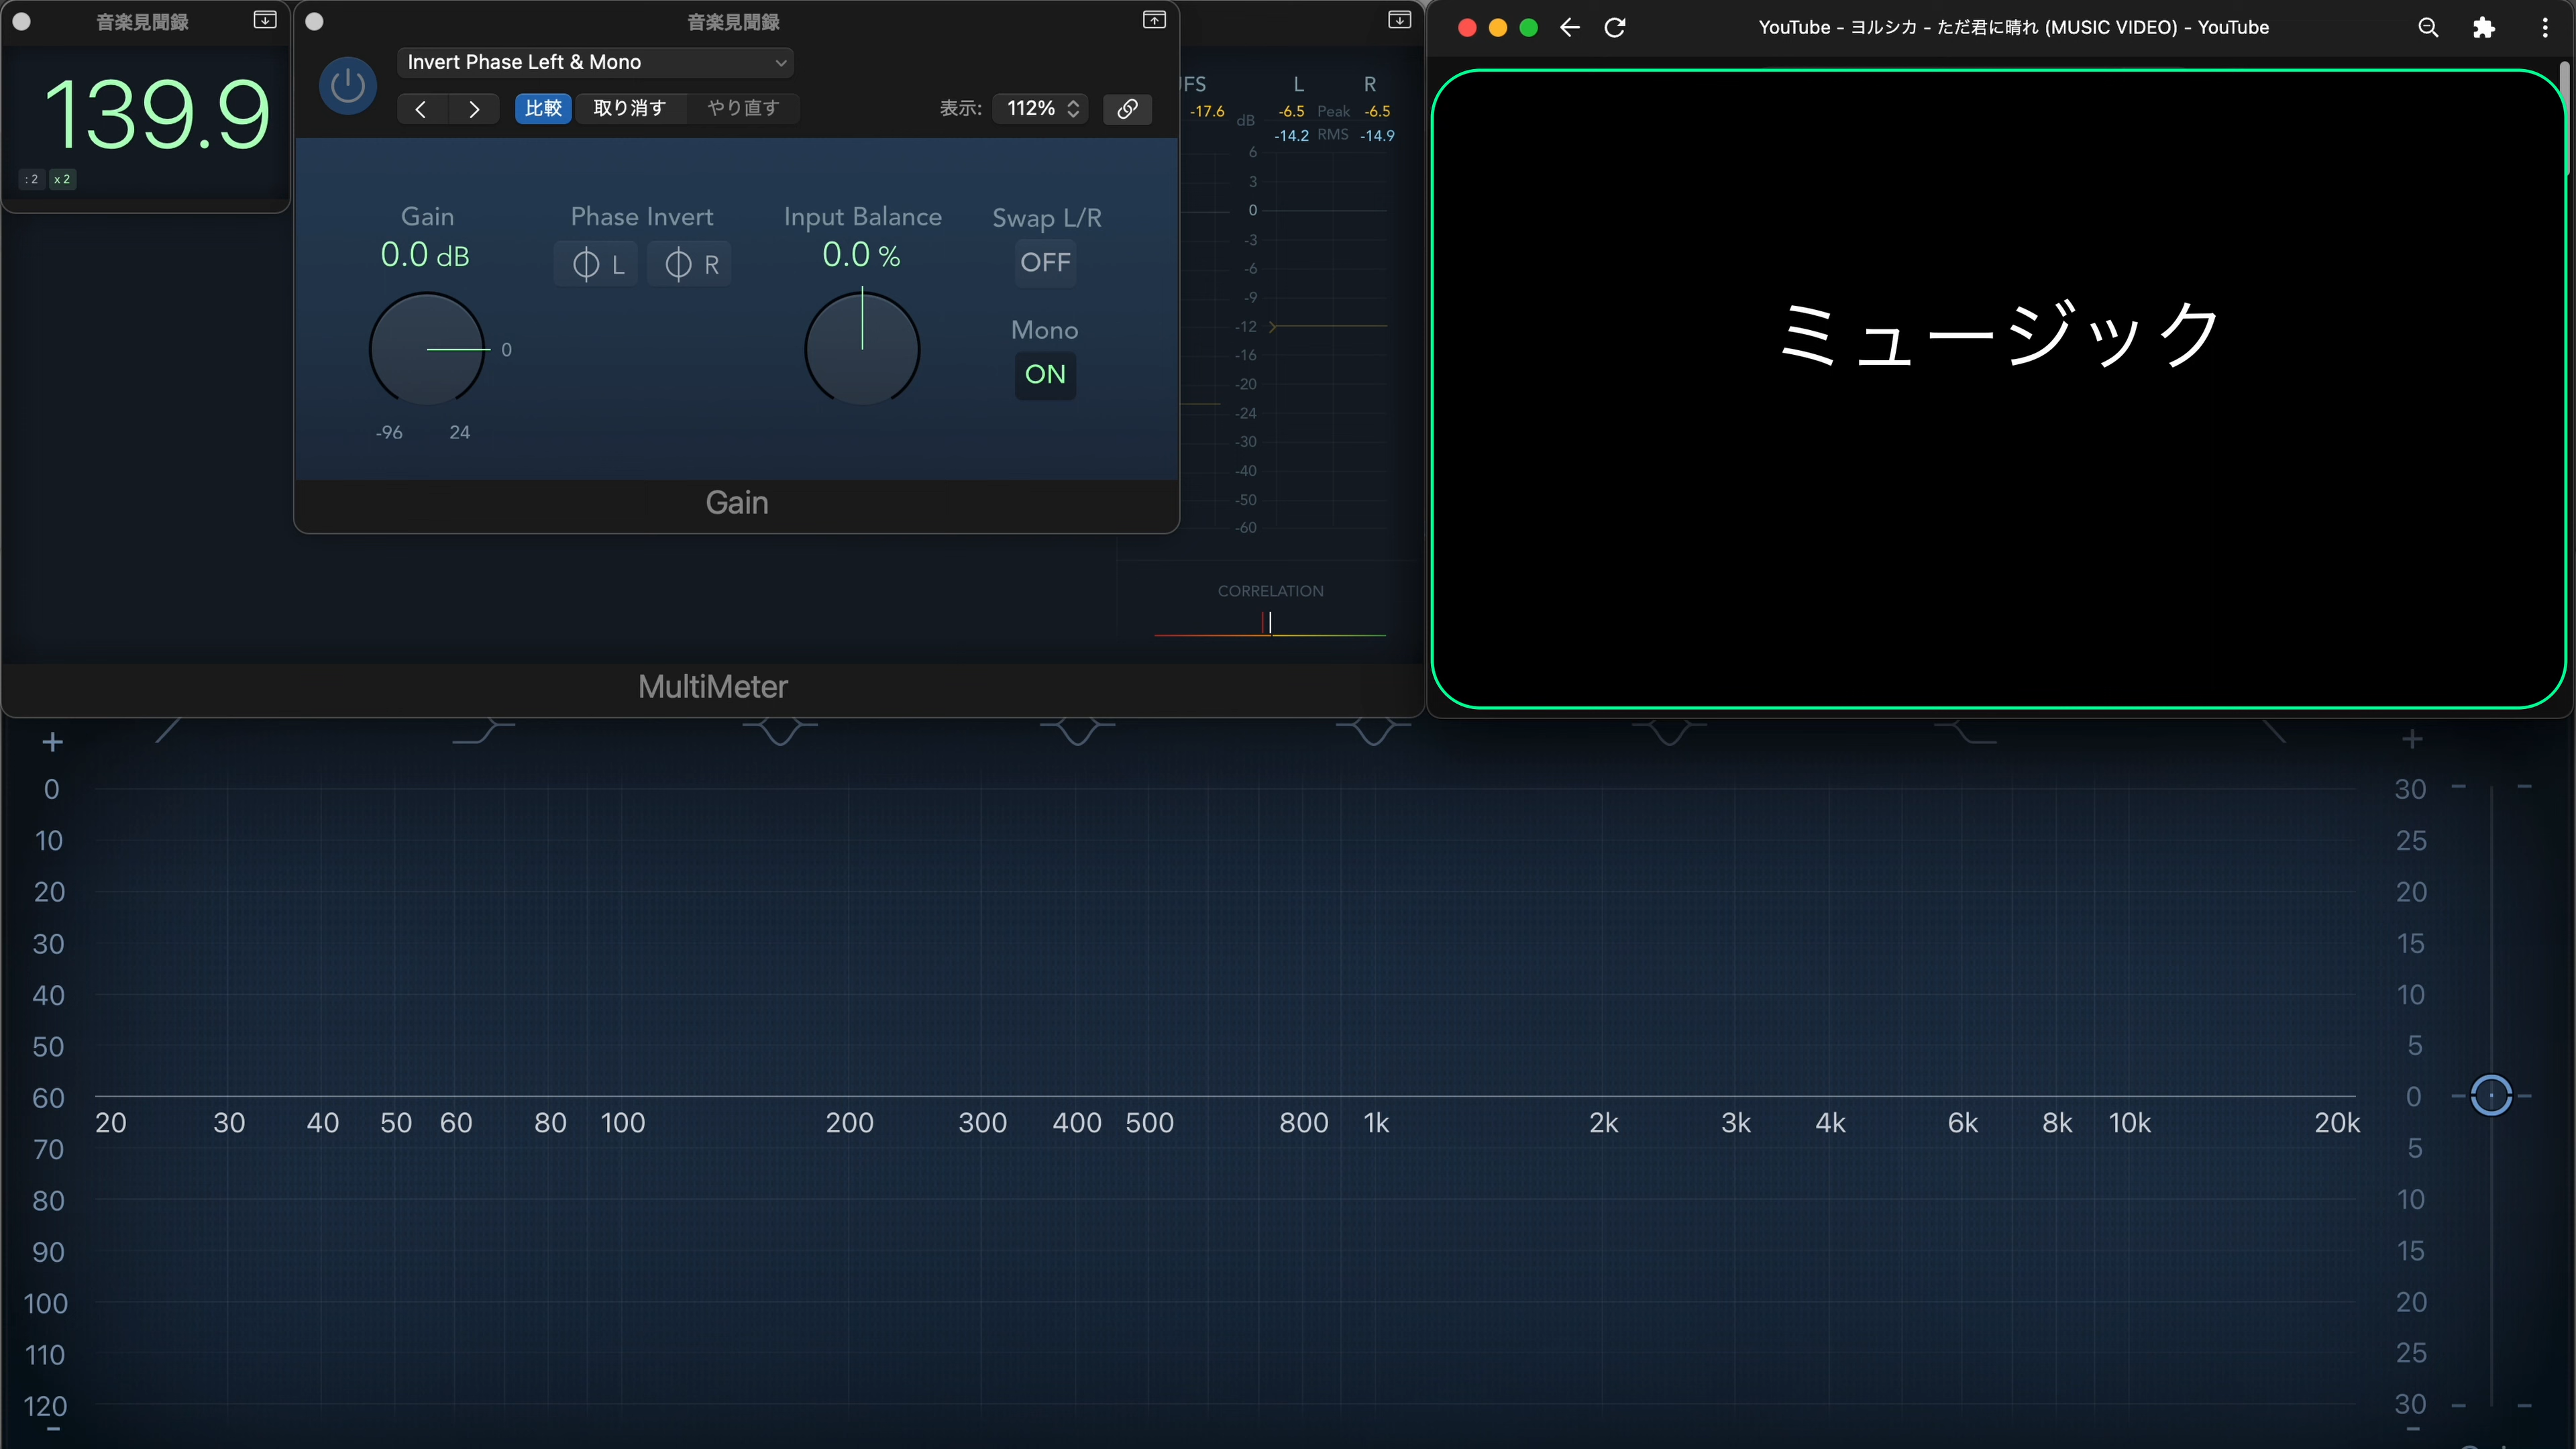 音楽見聞録
139.9
:2 x2
音楽見聞録
Invert Phase Left & Mono
比較 取り消す やり直す
表示: 112%
Gain
0.0 dB
0
-96 24
Phase Invert
L R
Input Balance
0.0 %
Swap L/R
OFF
Mono
ON
Gain
UFS L R
-17.6 -6.5 Peak -6.5
dB -14.2 RMS -14.9
6
3
0
-3
-6
-9
-12
-16
-20
-24
-30
-40
-50
-60
CORRELATION
MultiMeter
YouTube - ヨルシカ - ただ君に晴れ (MUSIC VIDEO) - YouTube
ミュージック
+ +
0 30
10 25
20 20
30 15
40 10
50 5
60 0
20 30 40 50 60 80 100 200 300 400 500 800 1k 2k 3k 4k 6k 8k 10k 20k
70 5
80 10
90 15
100 20
110 25
120 30
- -